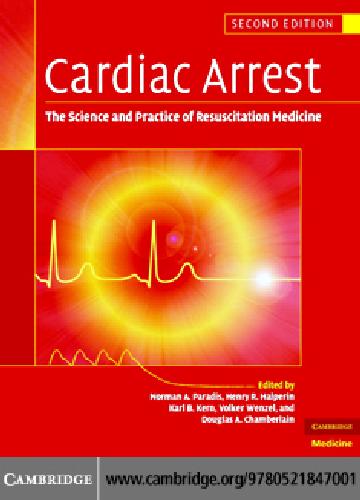 SECOND EDITION
Cardiac Arrest
The Science and Practice of Resuscitation Medicine
Edited by
Norman A. Paradis, Henry R. Halperin
Karl B. Kern, Volker Wenzel, and
Douglas A. Chamberlain
CAMBRIDGE
Medicine
CAMBRIDGE
www.cambridge.org/9780521847001